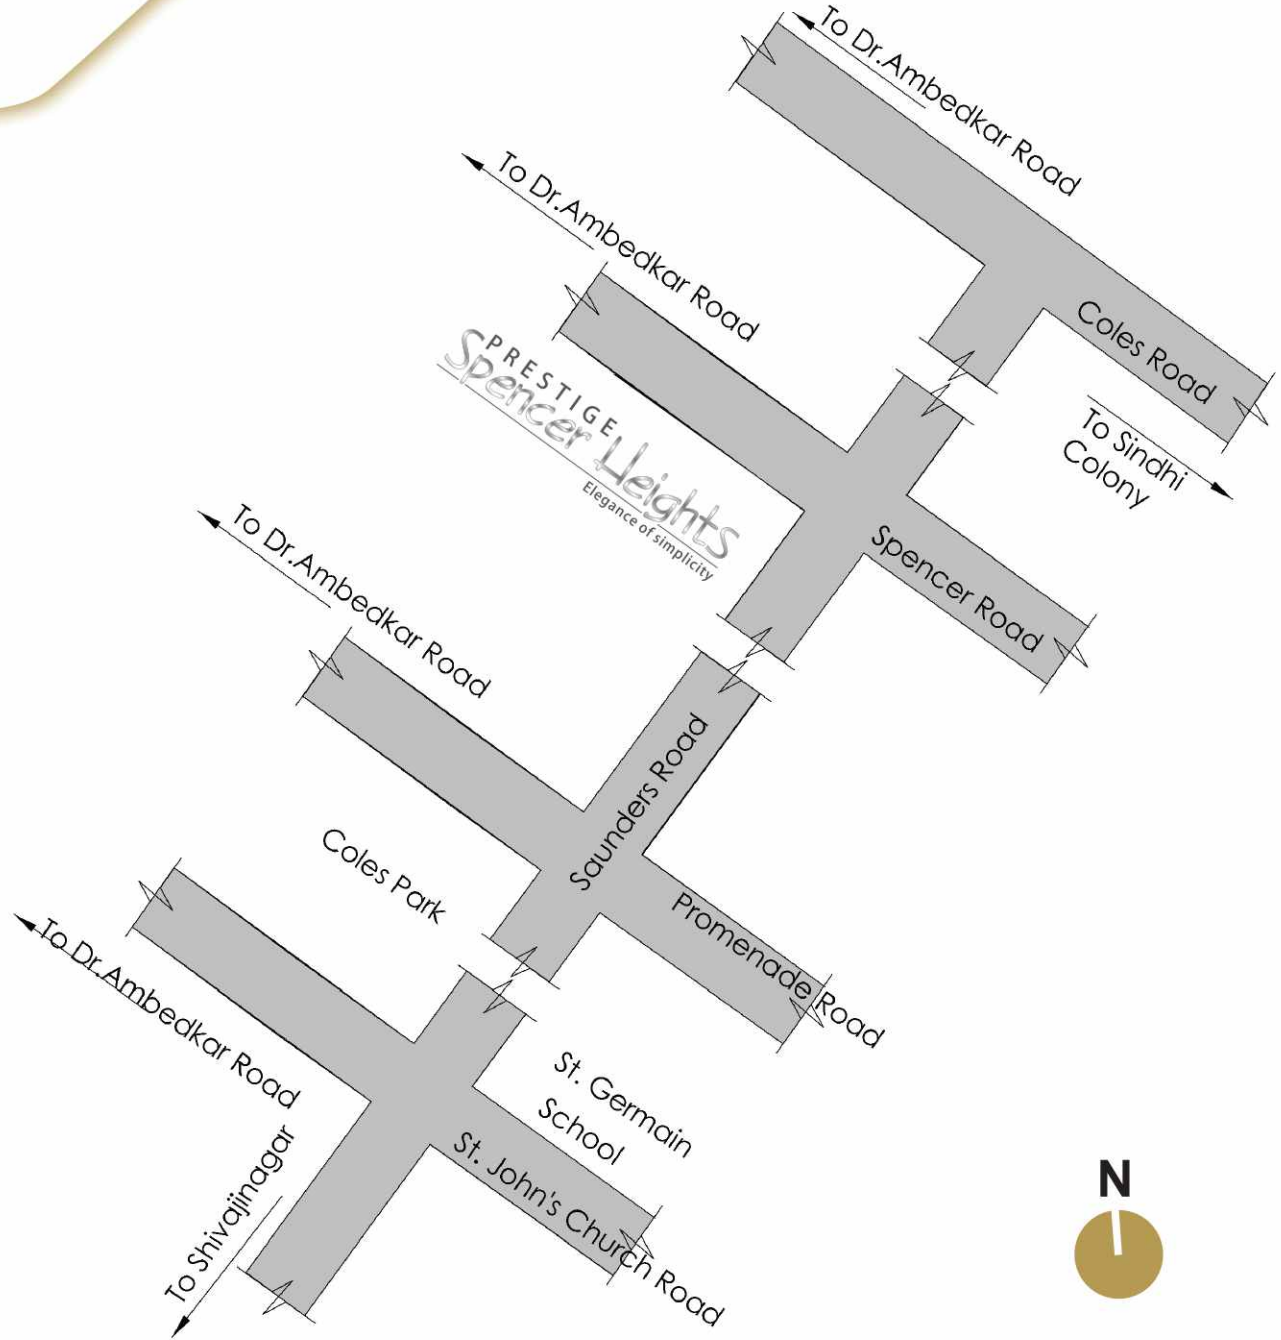 To Dr.Ambedkar Road
To Dr.Ambedkar Road
Coles Road
To Sindhi
Colony
PRESTIGE
Spencer Heights
Elegance of simplicity
Spencer Road
To Dr.Ambedkar Road
Saunders Road
Coles Park
Promenade Road
To Dr.Ambedkar Road
St. Germain
School
St. John's Church Road
To Shivajinagar
N